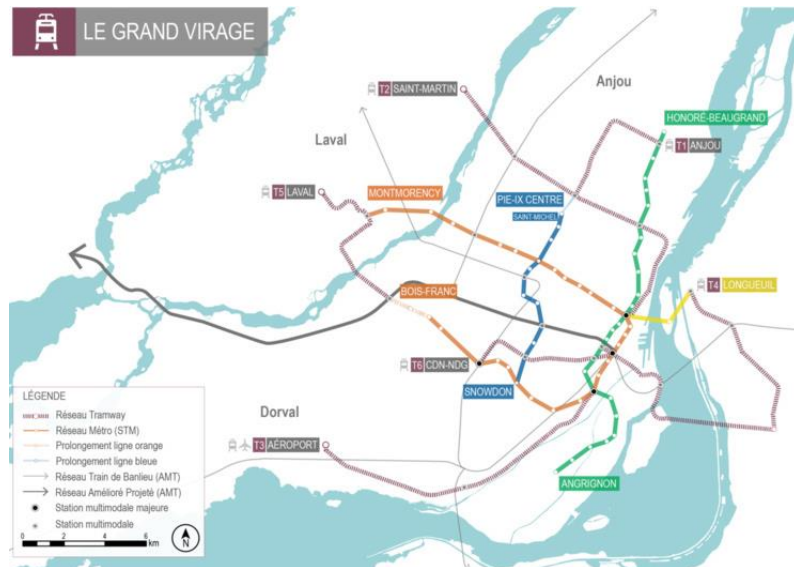 LE GRAND VIRAGE
T2 SAINT-MARTIN
Anjou
HONORÉ-BEAUGRAND
T1 ANJOU
Laval
T5 LAVAL
MONTMORENCY
PIE-IX CENTRE
SAINT-MICHEL
BOIS-FRANC
T4 LONGUEUIL
T6 CDN-NDG
SNOWDON
Dorval
T3 AÉROPORT
ANGRIGNON
LÉGENDE
Réseau Tramway
Réseau Métro (STM)
Prolongement ligne orange
Prolongement ligne bleue
Réseau Train de Banlieu (AMT)
Réseau Amélioré Projeté (AMT)
Station multimodale majeure
Station multimodale
0 2 4 6
km
N